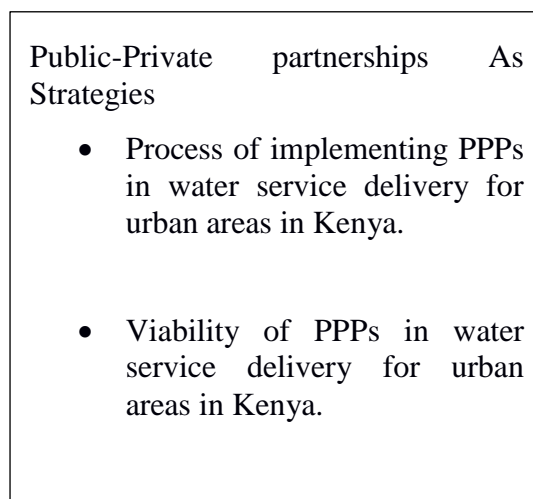 Public-Private partnerships As
Strategies
• Process of implementing PPPs
in water service delivery for
urban areas in Kenya.
• Viability of PPPs in water
service delivery for urban
areas in Kenya.